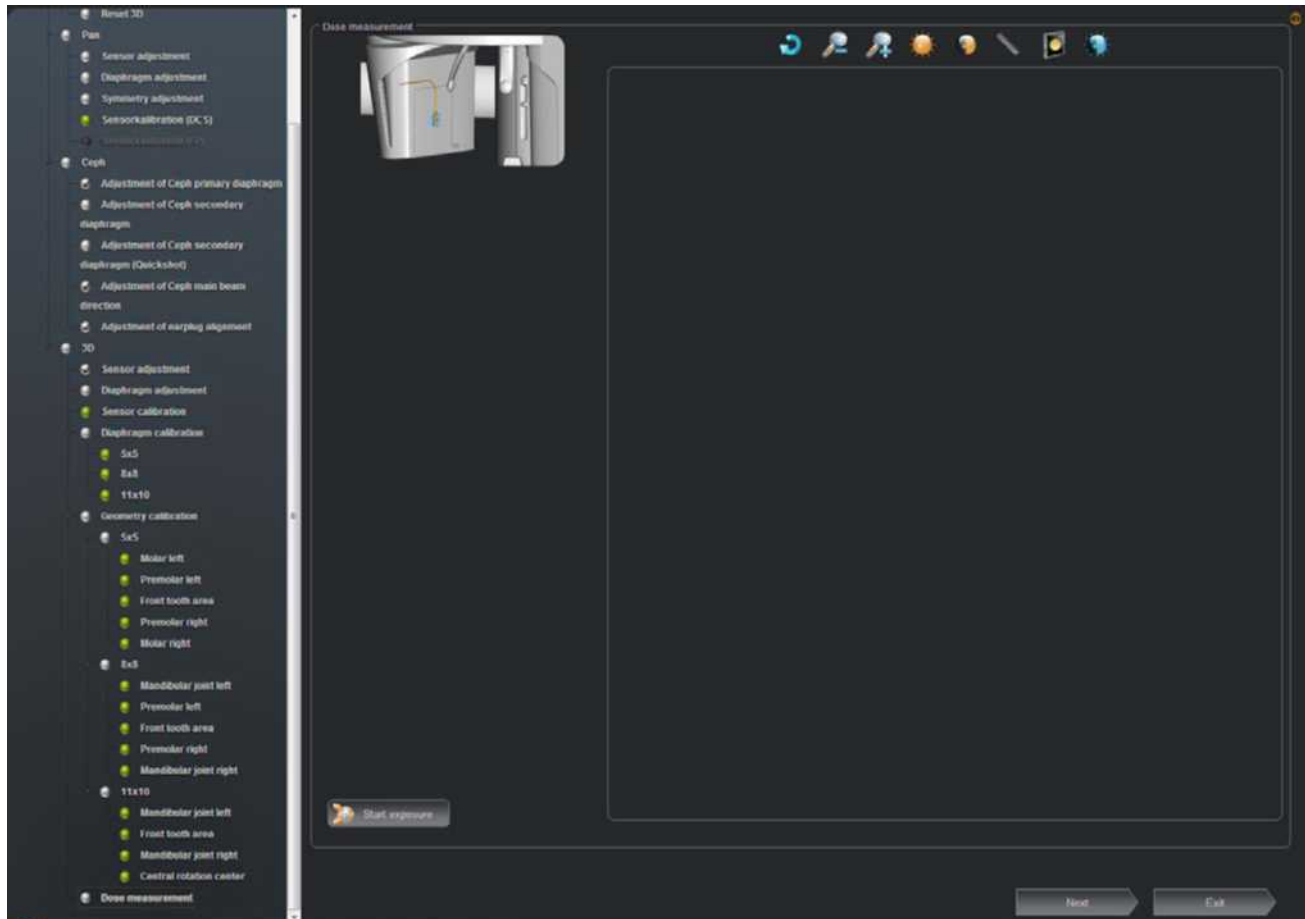 Reset 3D
Pan
Sensor adjustment
Diaphragm adjustment
Symmetry adjustment
Sensorkalibration (DCS)
Ceph
Adjustment of Ceph primary diaphragm
Adjustment of Ceph secondary
diaphragm
Adjustment of Ceph secondary
diaphragm (Quickshot)
Adjustment of Ceph main beam
direction
Adjustment of earplug alignment
3D
Sensor adjustment
Diaphragm adjustment
Sensor calibration
Diaphragm calibration
5x5
8x8
11x10
Geometry calibration
5x5
Molar left
Premolar left
Front tooth area
Premolar right
Molar right
8x8
Mandibular joint left
Premolar left
Front tooth area
Premolar right
Mandibular joint right
11x10
Mandibular joint left
Front tooth area
Mandibular joint right
Central rotation center
Dose measurement
Dose measurement
Start exposure
Next
Exit